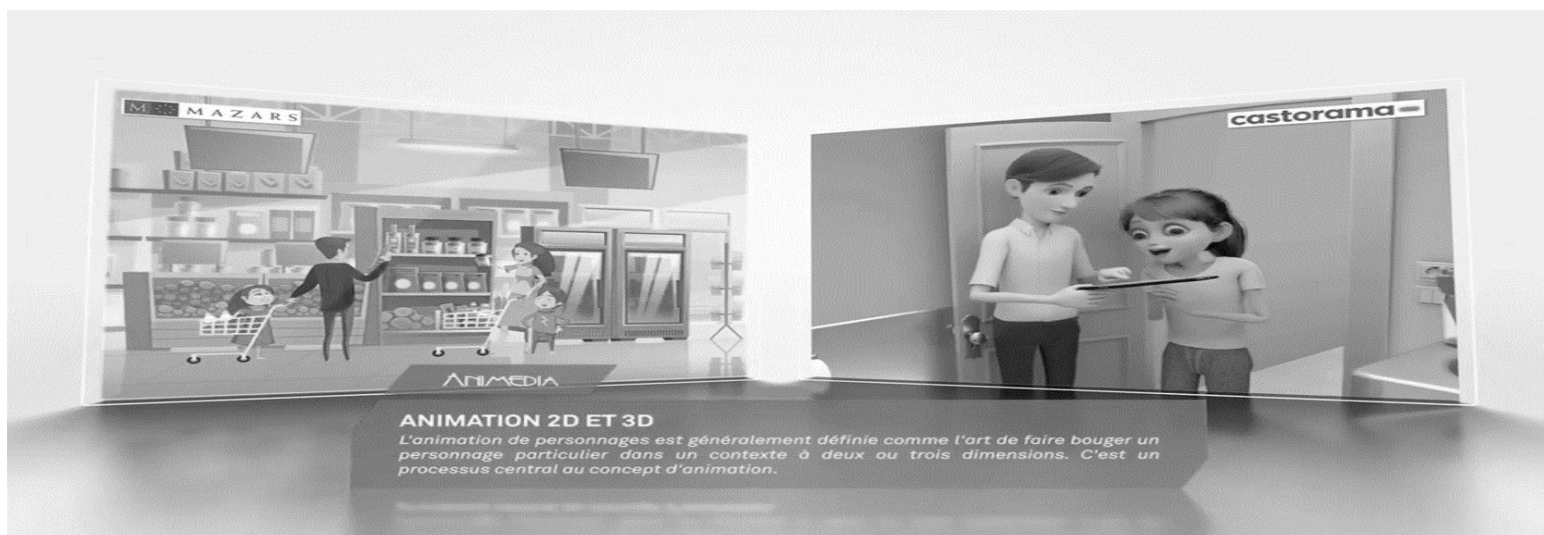 M MAZARS
castorama
ANIMEDIA
ANIMATION 2D ET 3D
L'animation de personnages est généralement définie comme l'art de faire bouger un
personnage particulier dans un contexte à deux ou trois dimensions. C'est un
processus central au concept d'animation.